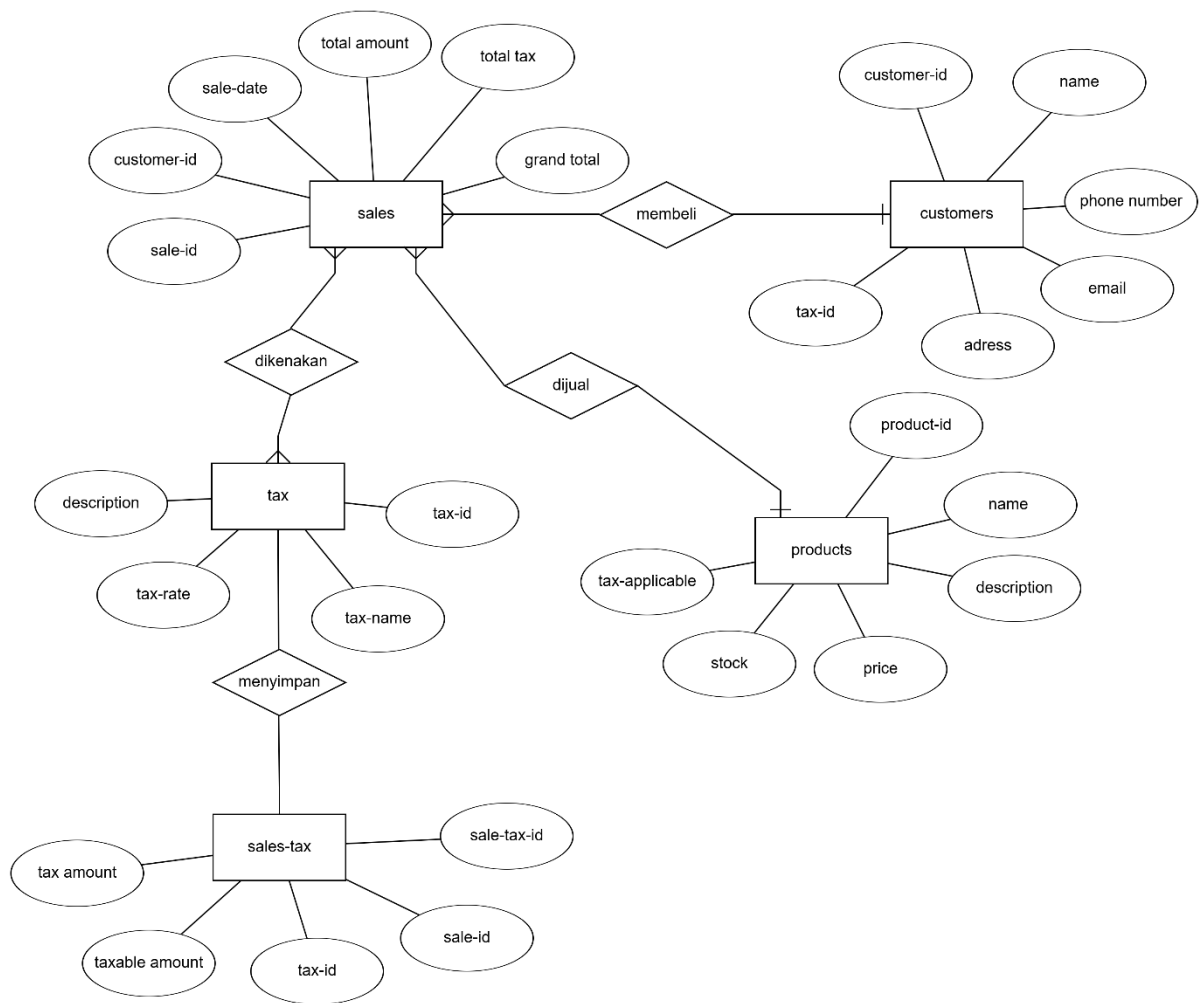 total amount
total tax
sale-date
customer-id
name
customer-id
grand total
sales
membeli
customers
phone number
sale-id
email
tax-id
adress
dikenakan
dijual
product-id
description
tax
tax-id
name
products
tax-applicable
description
tax-rate
tax-name
stock
price
menyimpan
sale-tax-id
sales-tax
tax amount
sale-id
taxable amount
tax-id